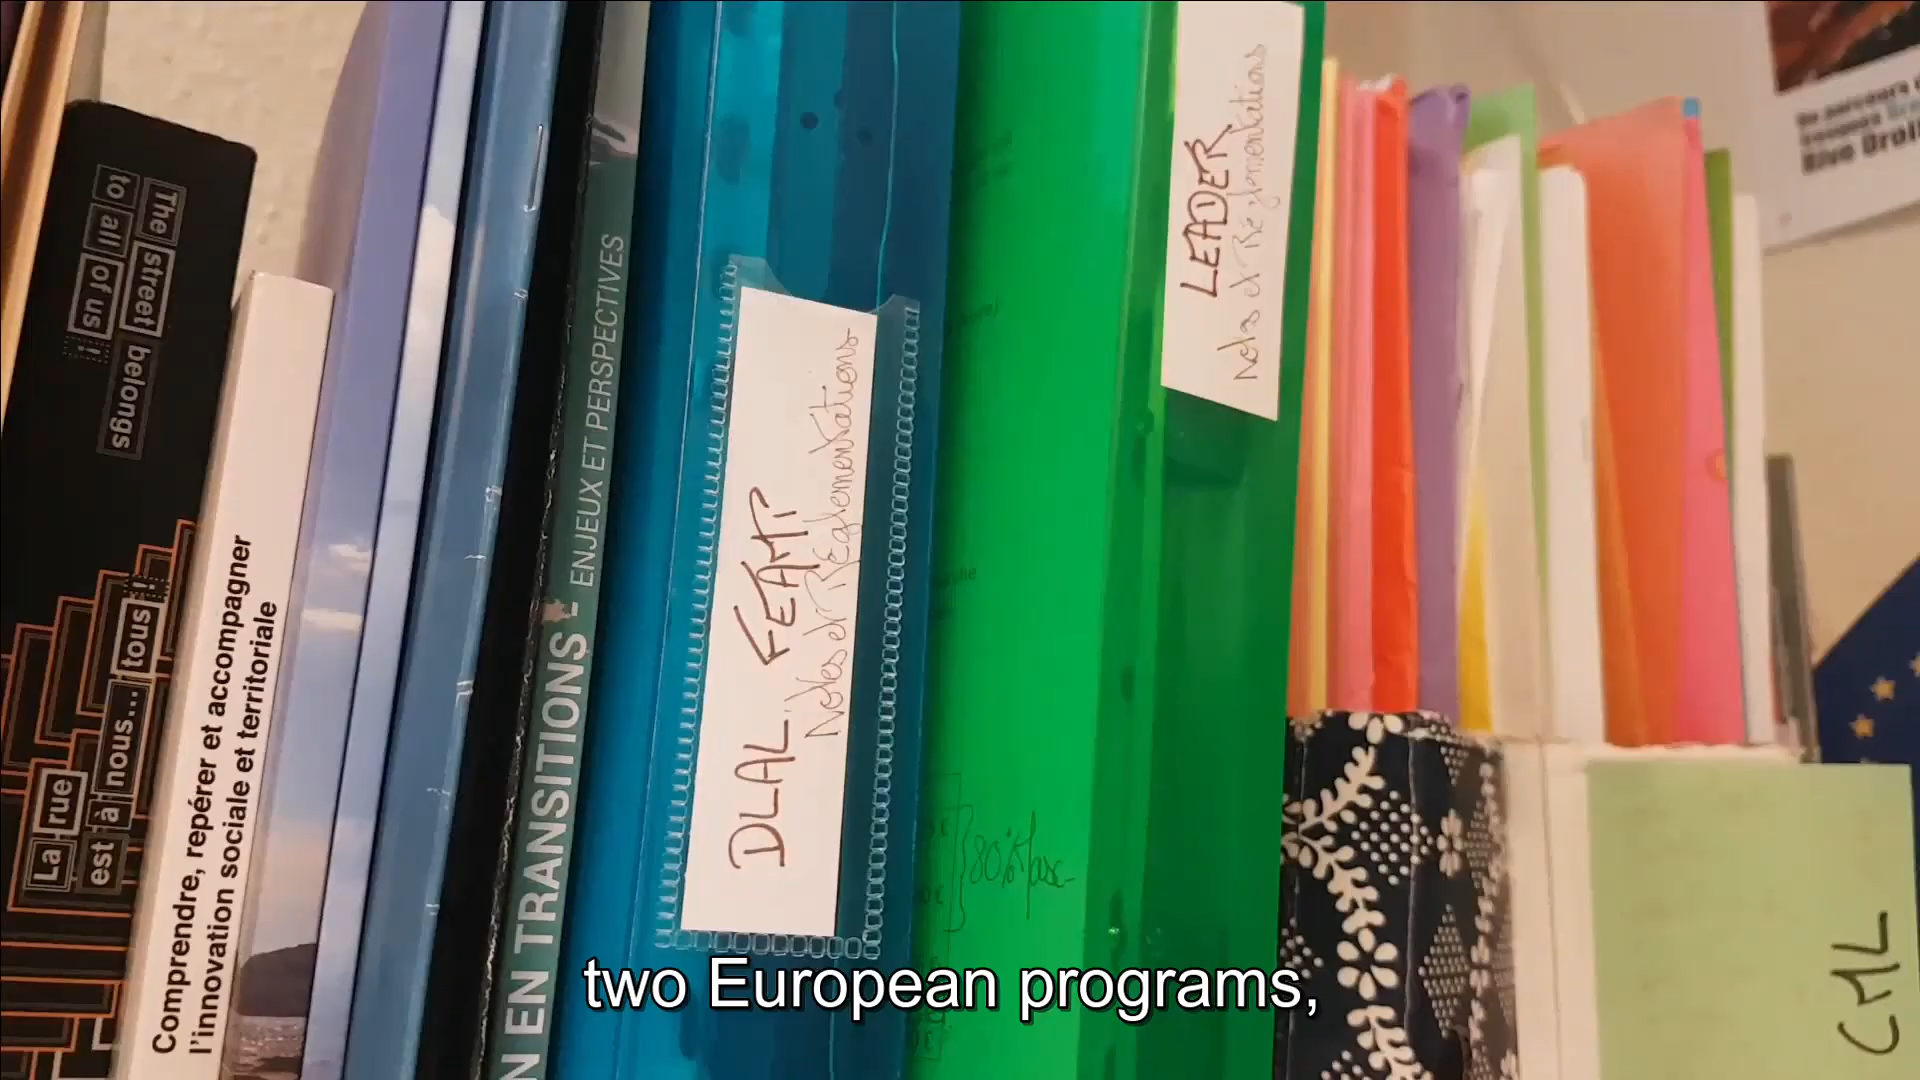 The street belongs
to all of us !
La rue
est à nous... tous !
Comprendre, repérer et accompagner
l'innovation sociale et territoriale
EN TRANSITIONS - ENJEUX ET PERSPECTIVES
DLAL FEAMP
Notes et Réglementations
80%
LEADER
Notes et Réglementations
CML
two European programs,